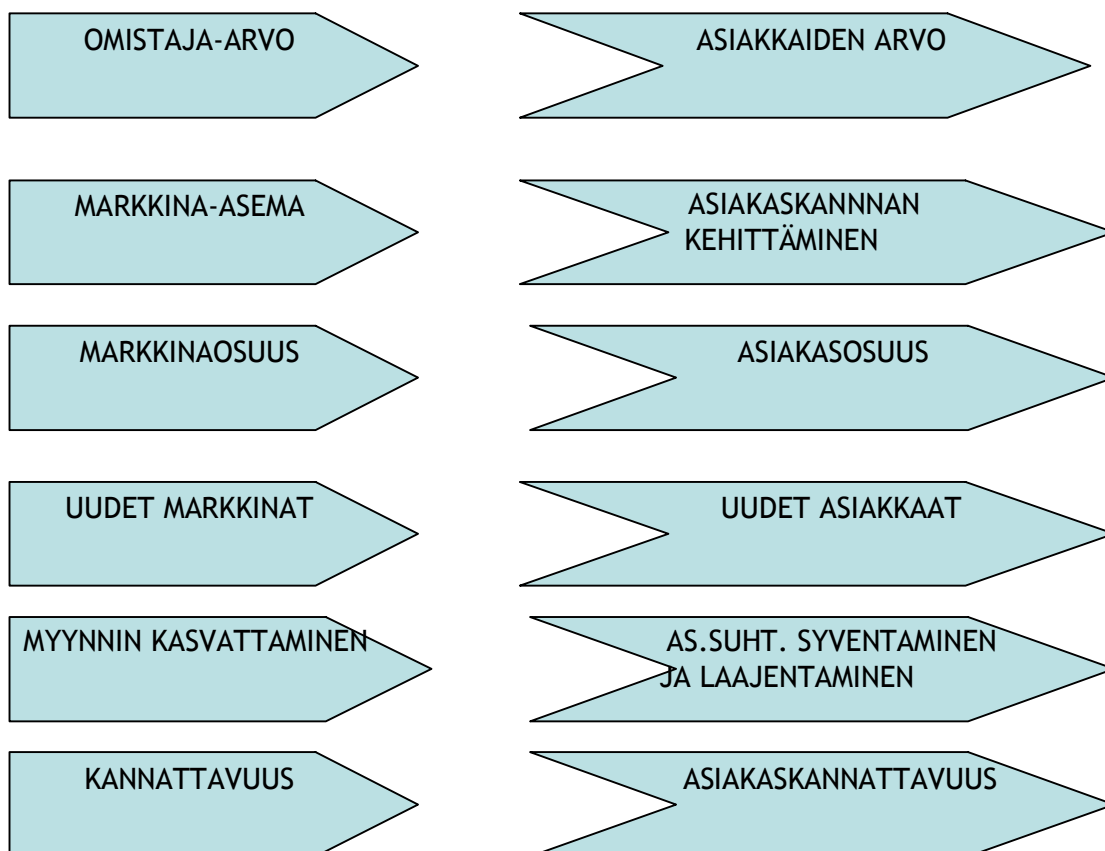 OMISTAJA-ARVO
ASIAKKAIDEN ARVO
MARKKINA-ASEMA
ASIAKASKANNNAN
KEHITTÄMINEN
MARKKINAOSUUS
ASIAKASOSUUS
UUDET MARKKINAT
UUDET ASIAKKAAT
MYYNNIN KASVATTAMINEN
AS.SUHT. SYVENTAMINEN
JA LAAJENTAMINEN
KANNATTAVUUS
ASIAKASKANNATTAVUUS